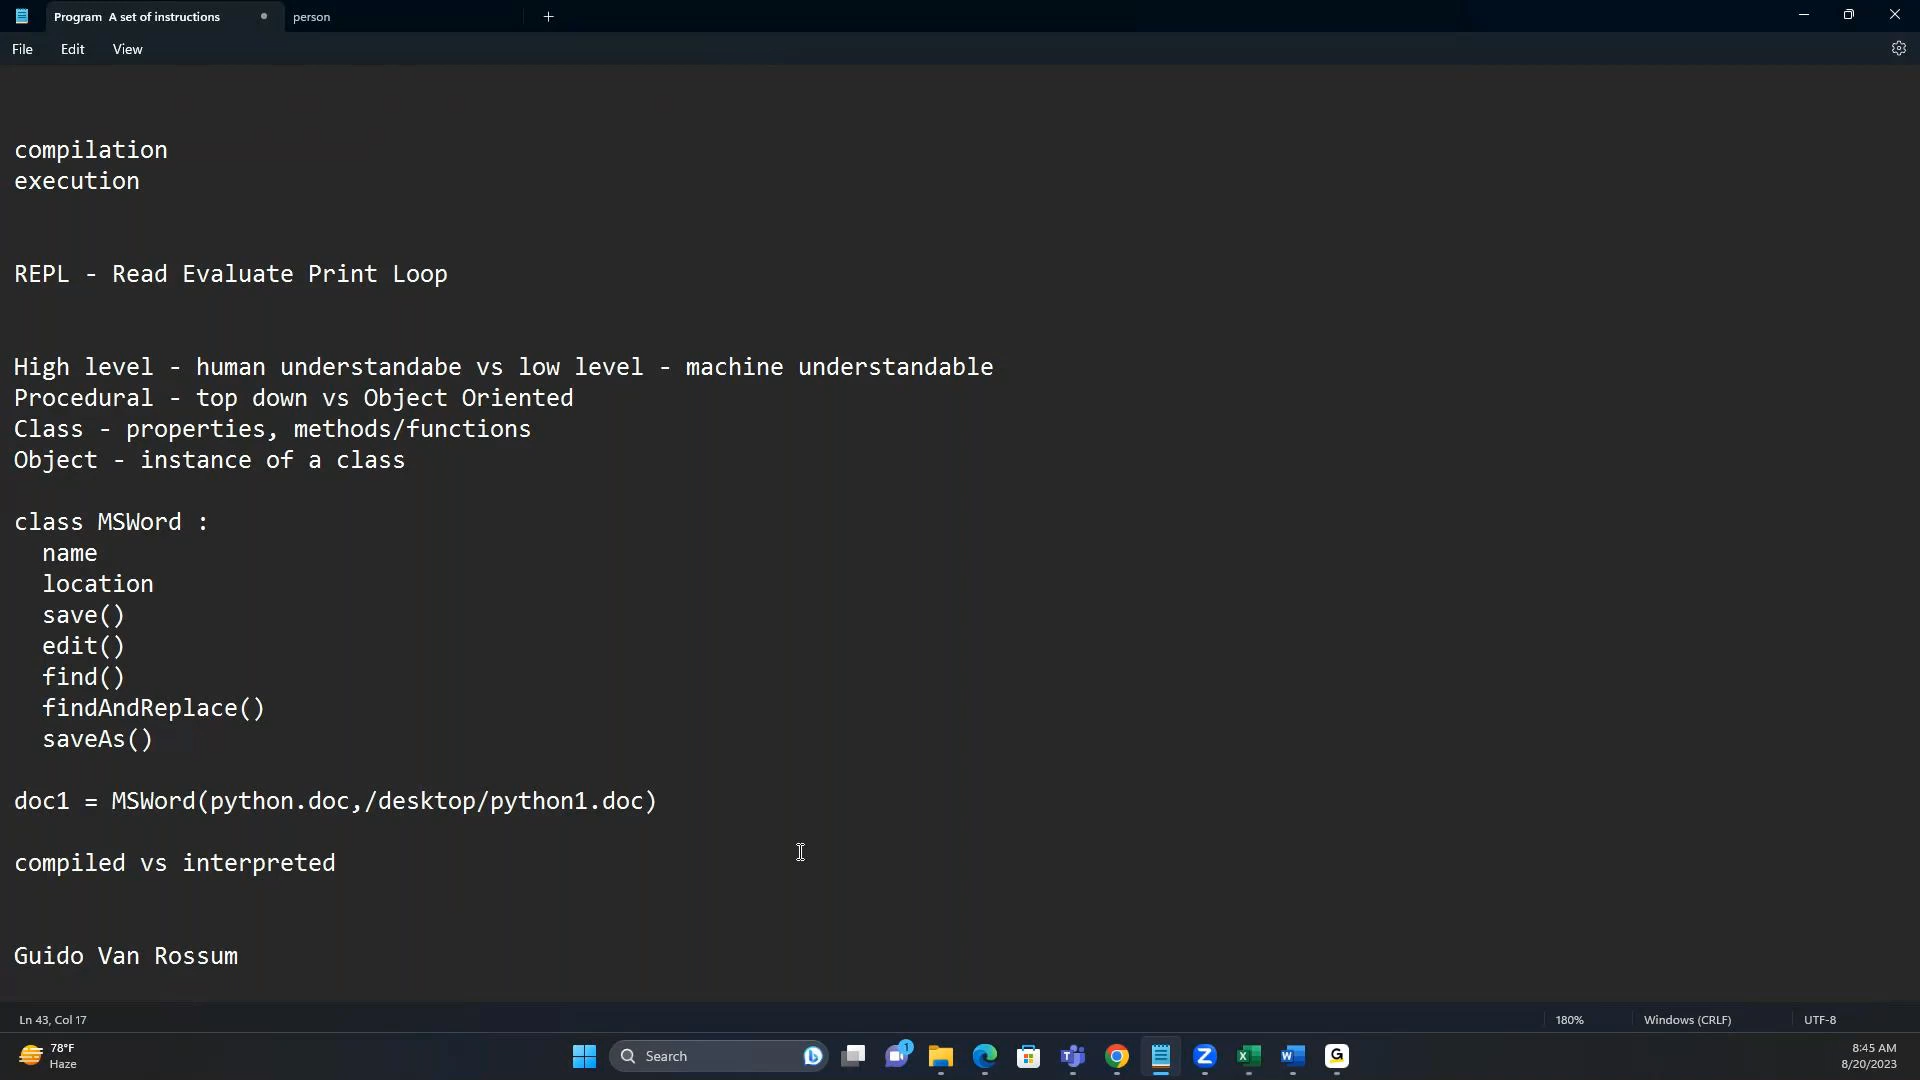 Program  A set of instructions
person
File Edit View
compilation
execution
REPL - Read Evaluate Print Loop
High level - human understandabe vs low level - machine understandable
Procedural - top down vs Object Oriented
Class - properties, methods/functions
Object - instance of a class
class MSWord :
  name
  location
  save()
  edit()
  find()
  findAndReplace()
  saveAs()
doc1 = MSWord(python.doc,/desktop/python1.doc)
compiled vs interpreted
Guido Van Rossum
Ln 43, Col 17
180%
Windows (CRLF)
UTF-8
78°F
Haze
Search
1
8:45 AM
8/20/2023